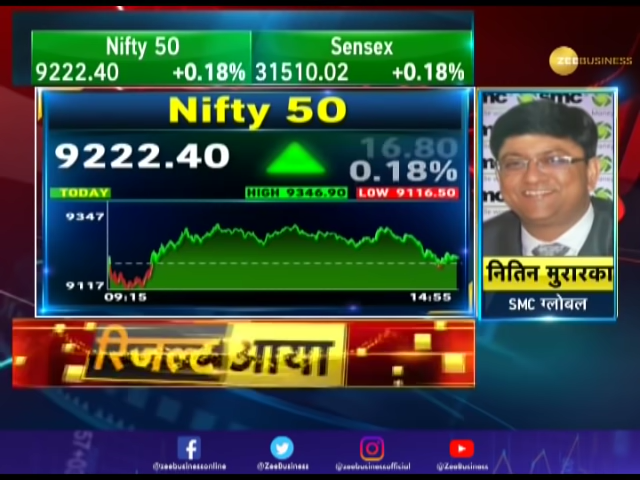 Nifty 50
9222.40 +0.18%
Sensex
31510.02 +0.18%
ZEEBUSINESS
Nifty 50
9222.40
16.80
0.18%
TODAY
HIGH 9346.90 LOW 9116.50
9347
9117
09:15 14:55
smc
नितिन मुरारका
SMC ग्लोबल
रिजल्ट आया
@zeebusinessonline
@ZeeBusiness
@zeebusinessofficial
@ZeeBusiness